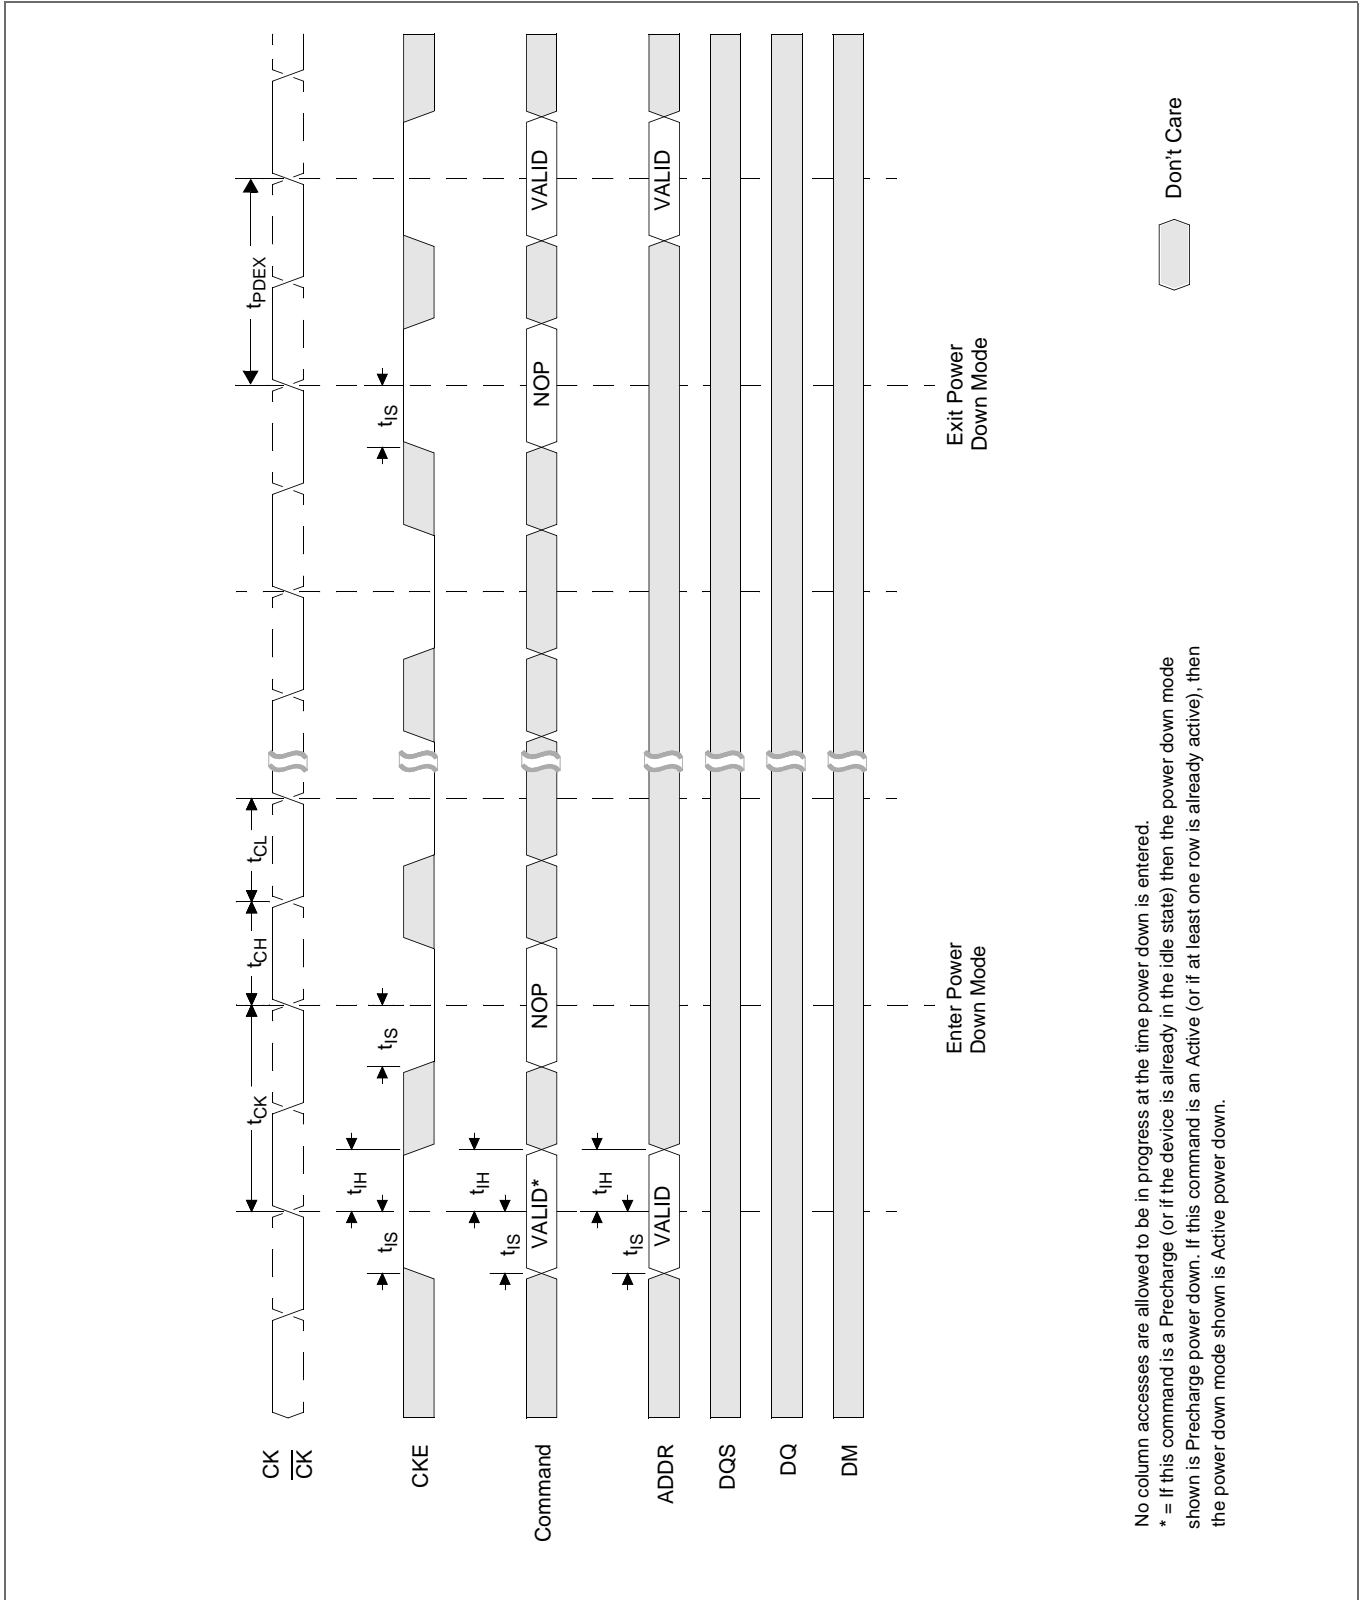 tCK
tCH
tCL
tPDEX
CK
CK
tIS
tIH
tIS
tIS
CKE
tIS
tIH
Command
VALID*
NOP
NOP
VALID
tIS
tIH
ADDR
VALID
VALID
DQS
DQ
DM
Enter Power
Down Mode
Exit Power
Down Mode
Don't Care
No column accesses are allowed to be in progress at the time power down is entered.
* = If this command is a Precharge (or if the device is already in the idle state) then the power down mode
shown is Precharge power down. If this command is an Active (or if at least one row is already active), then
the power down mode shown is Active power down.